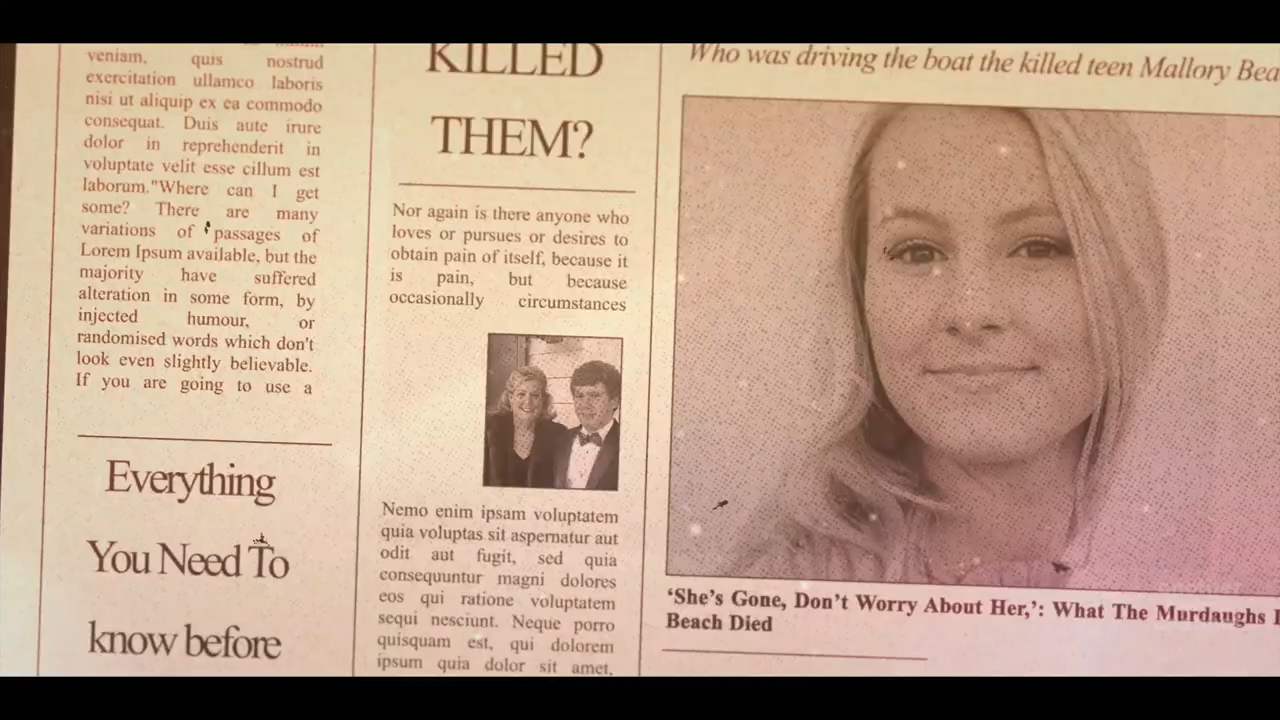 veniam, quis nostrud
exercitation ullamco laboris
nisi ut aliquip ex ea commodo
consequat. Duis aute irure
dolor in reprehenderit in
voluptate velit esse cillum est
laborum."Where can I get
some? There are many
variations of passages of
Lorem Ipsum available, but the
majority have suffered
alteration in some form, by
injected humour, or
randomised words which don't
look even slightly believable.
If you are going to use a
Everything
You Need To
know before
KILLED
THEM?
Nor again is there anyone who
loves or pursues or desires to
obtain pain of itself, because it
is pain, but because
occasionally circumstances
Nemo enim ipsam voluptatem
quia voluptas sit aspernatur aut
odit aut fugit, sed quia
consequuntur magni dolores
eos qui ratione voluptatem
sequi nesciunt. Neque porro
quisquam est, qui dolorem
ipsum quia dolor sit amet,
Who was driving the boat the killed teen Mallory Bea
‘She’s Gone, Don’t Worry About Her,’: What The Murdaughs
Beach Died